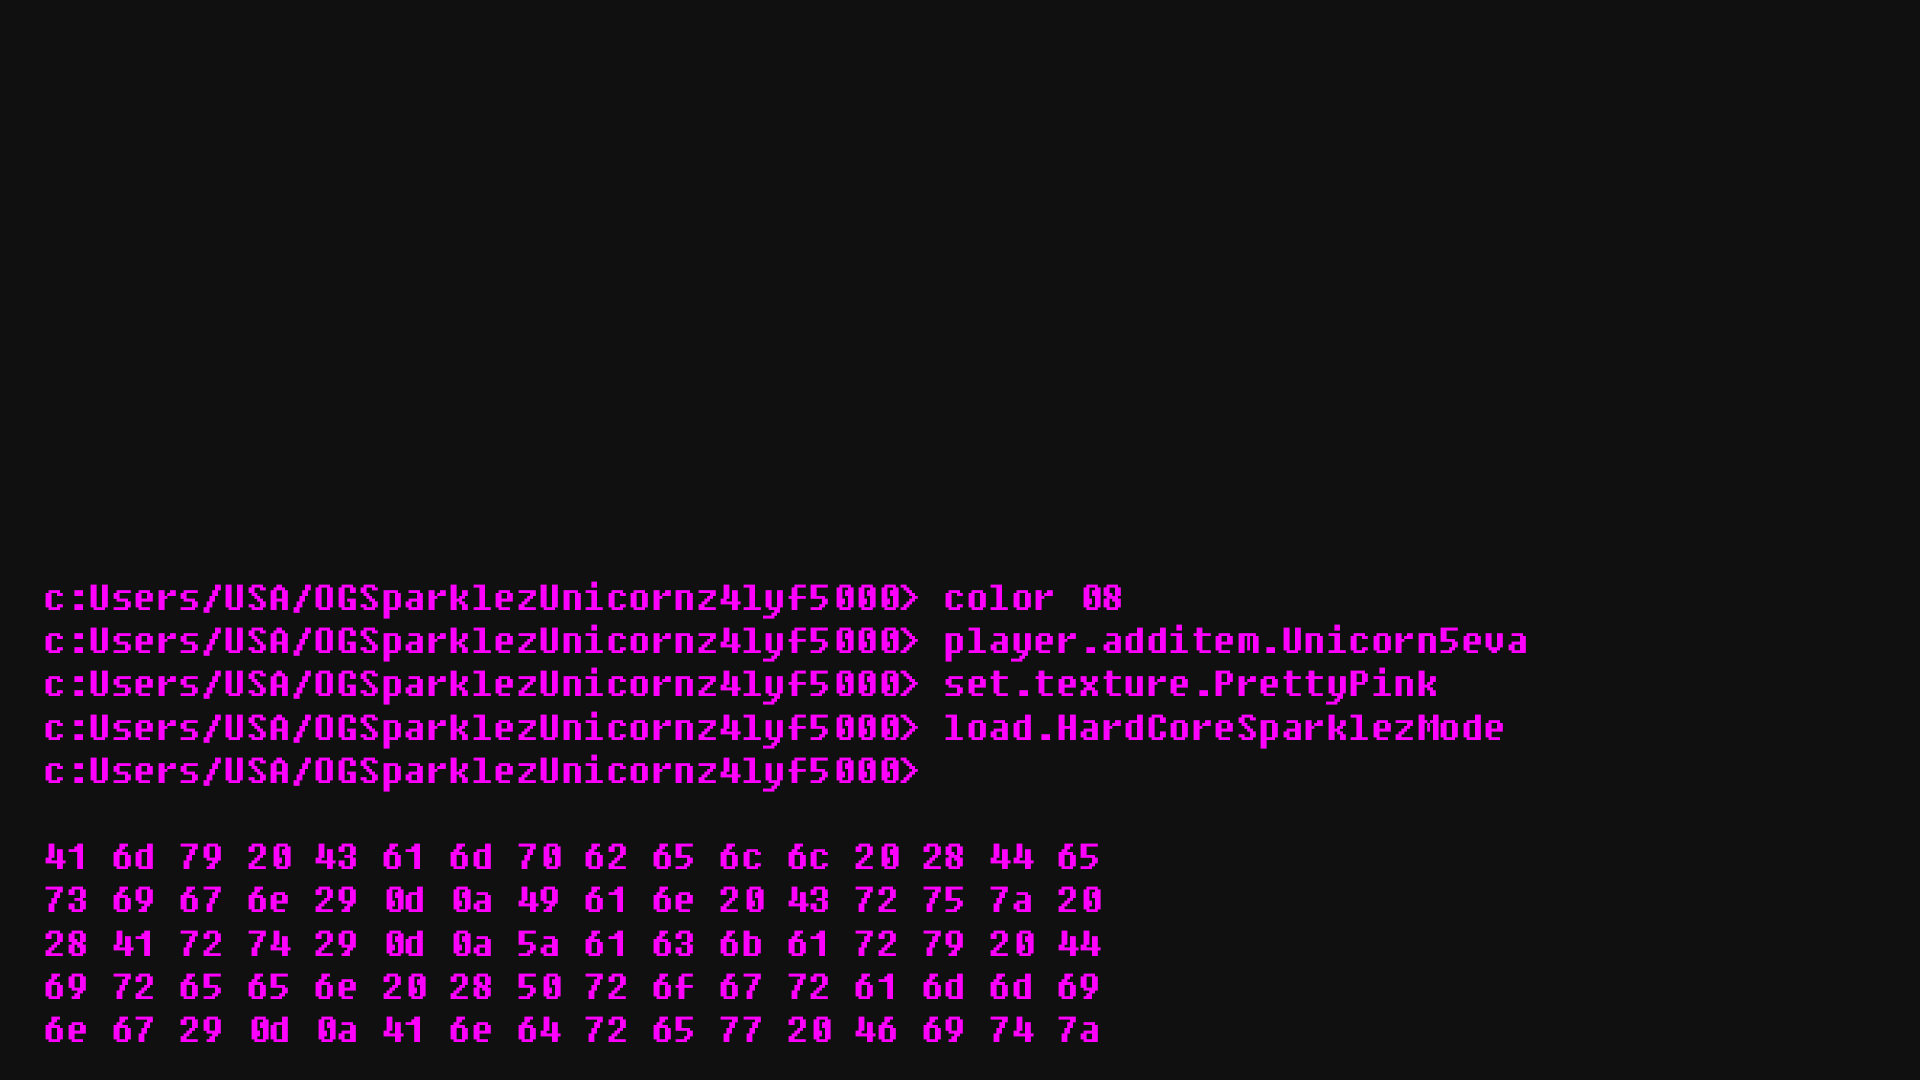 c:Users/USA/OGSparklezUnicornz4lyf5000> color 08
c:Users/USA/OGSparklezUnicornz4lyf5000> player.additem.Unicorn5eva
c:Users/USA/OGSparklezUnicornz4lyf5000> set.texture.PrettyPink
c:Users/USA/OGSparklezUnicornz4lyf5000> load.HardCoreSparklezMode
c:Users/USA/OGSparklezUnicornz4lyf5000>
41 6d 79 20 43 61 6d 70 62 65 6c 6c 20 28 44 65
73 69 67 6e 29 0d 0a 49 61 6e 20 43 72 75 7a 20
28 41 72 74 29 0d 0a 5a 61 63 6b 61 72 79 20 44
69 72 65 65 6e 20 28 50 72 6f 67 72 61 6d 6d 69
6e 67 29 0d 0a 41 6e 64 72 65 77 20 46 69 74 7a